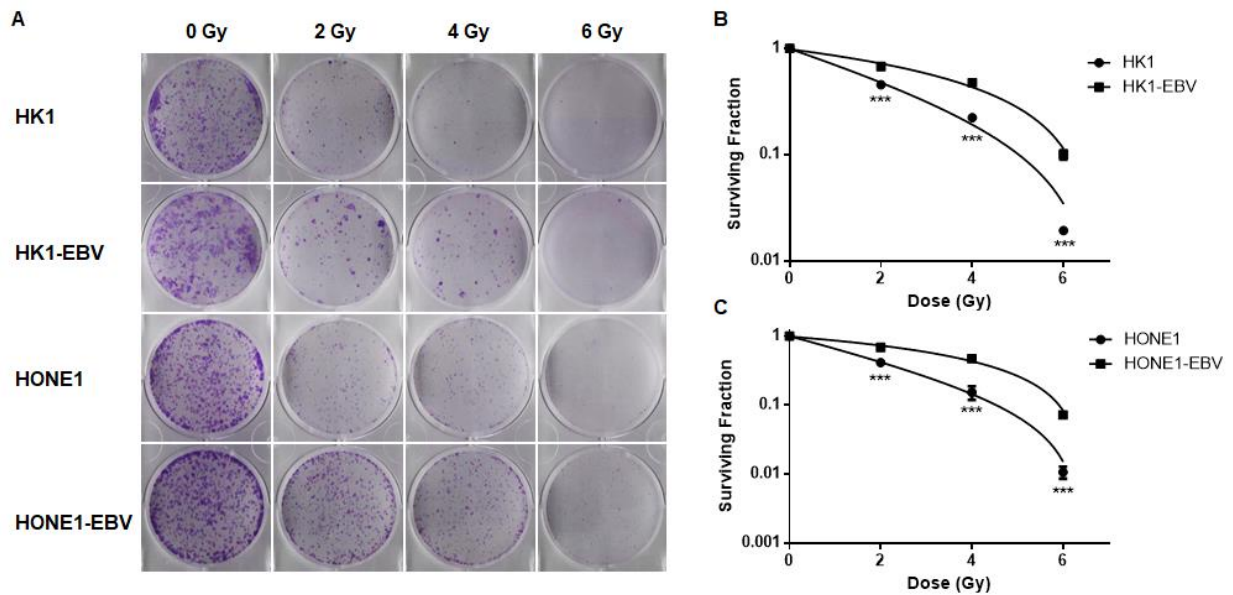 A
0 Gy 2 Gy 4 Gy 6 Gy
HK1
HK1-EBV
HONE1
HONE1-EBV
B
Surviving Fraction
1
0.1
0.01
0 2 4 6
Dose (Gy)
***
***
***
HK1
HK1-EBV
C
Surviving Fraction
1
0.1
0.01
0.001
0 2 4 6
Dose (Gy)
***
***
***
HONE1
HONE1-EBV